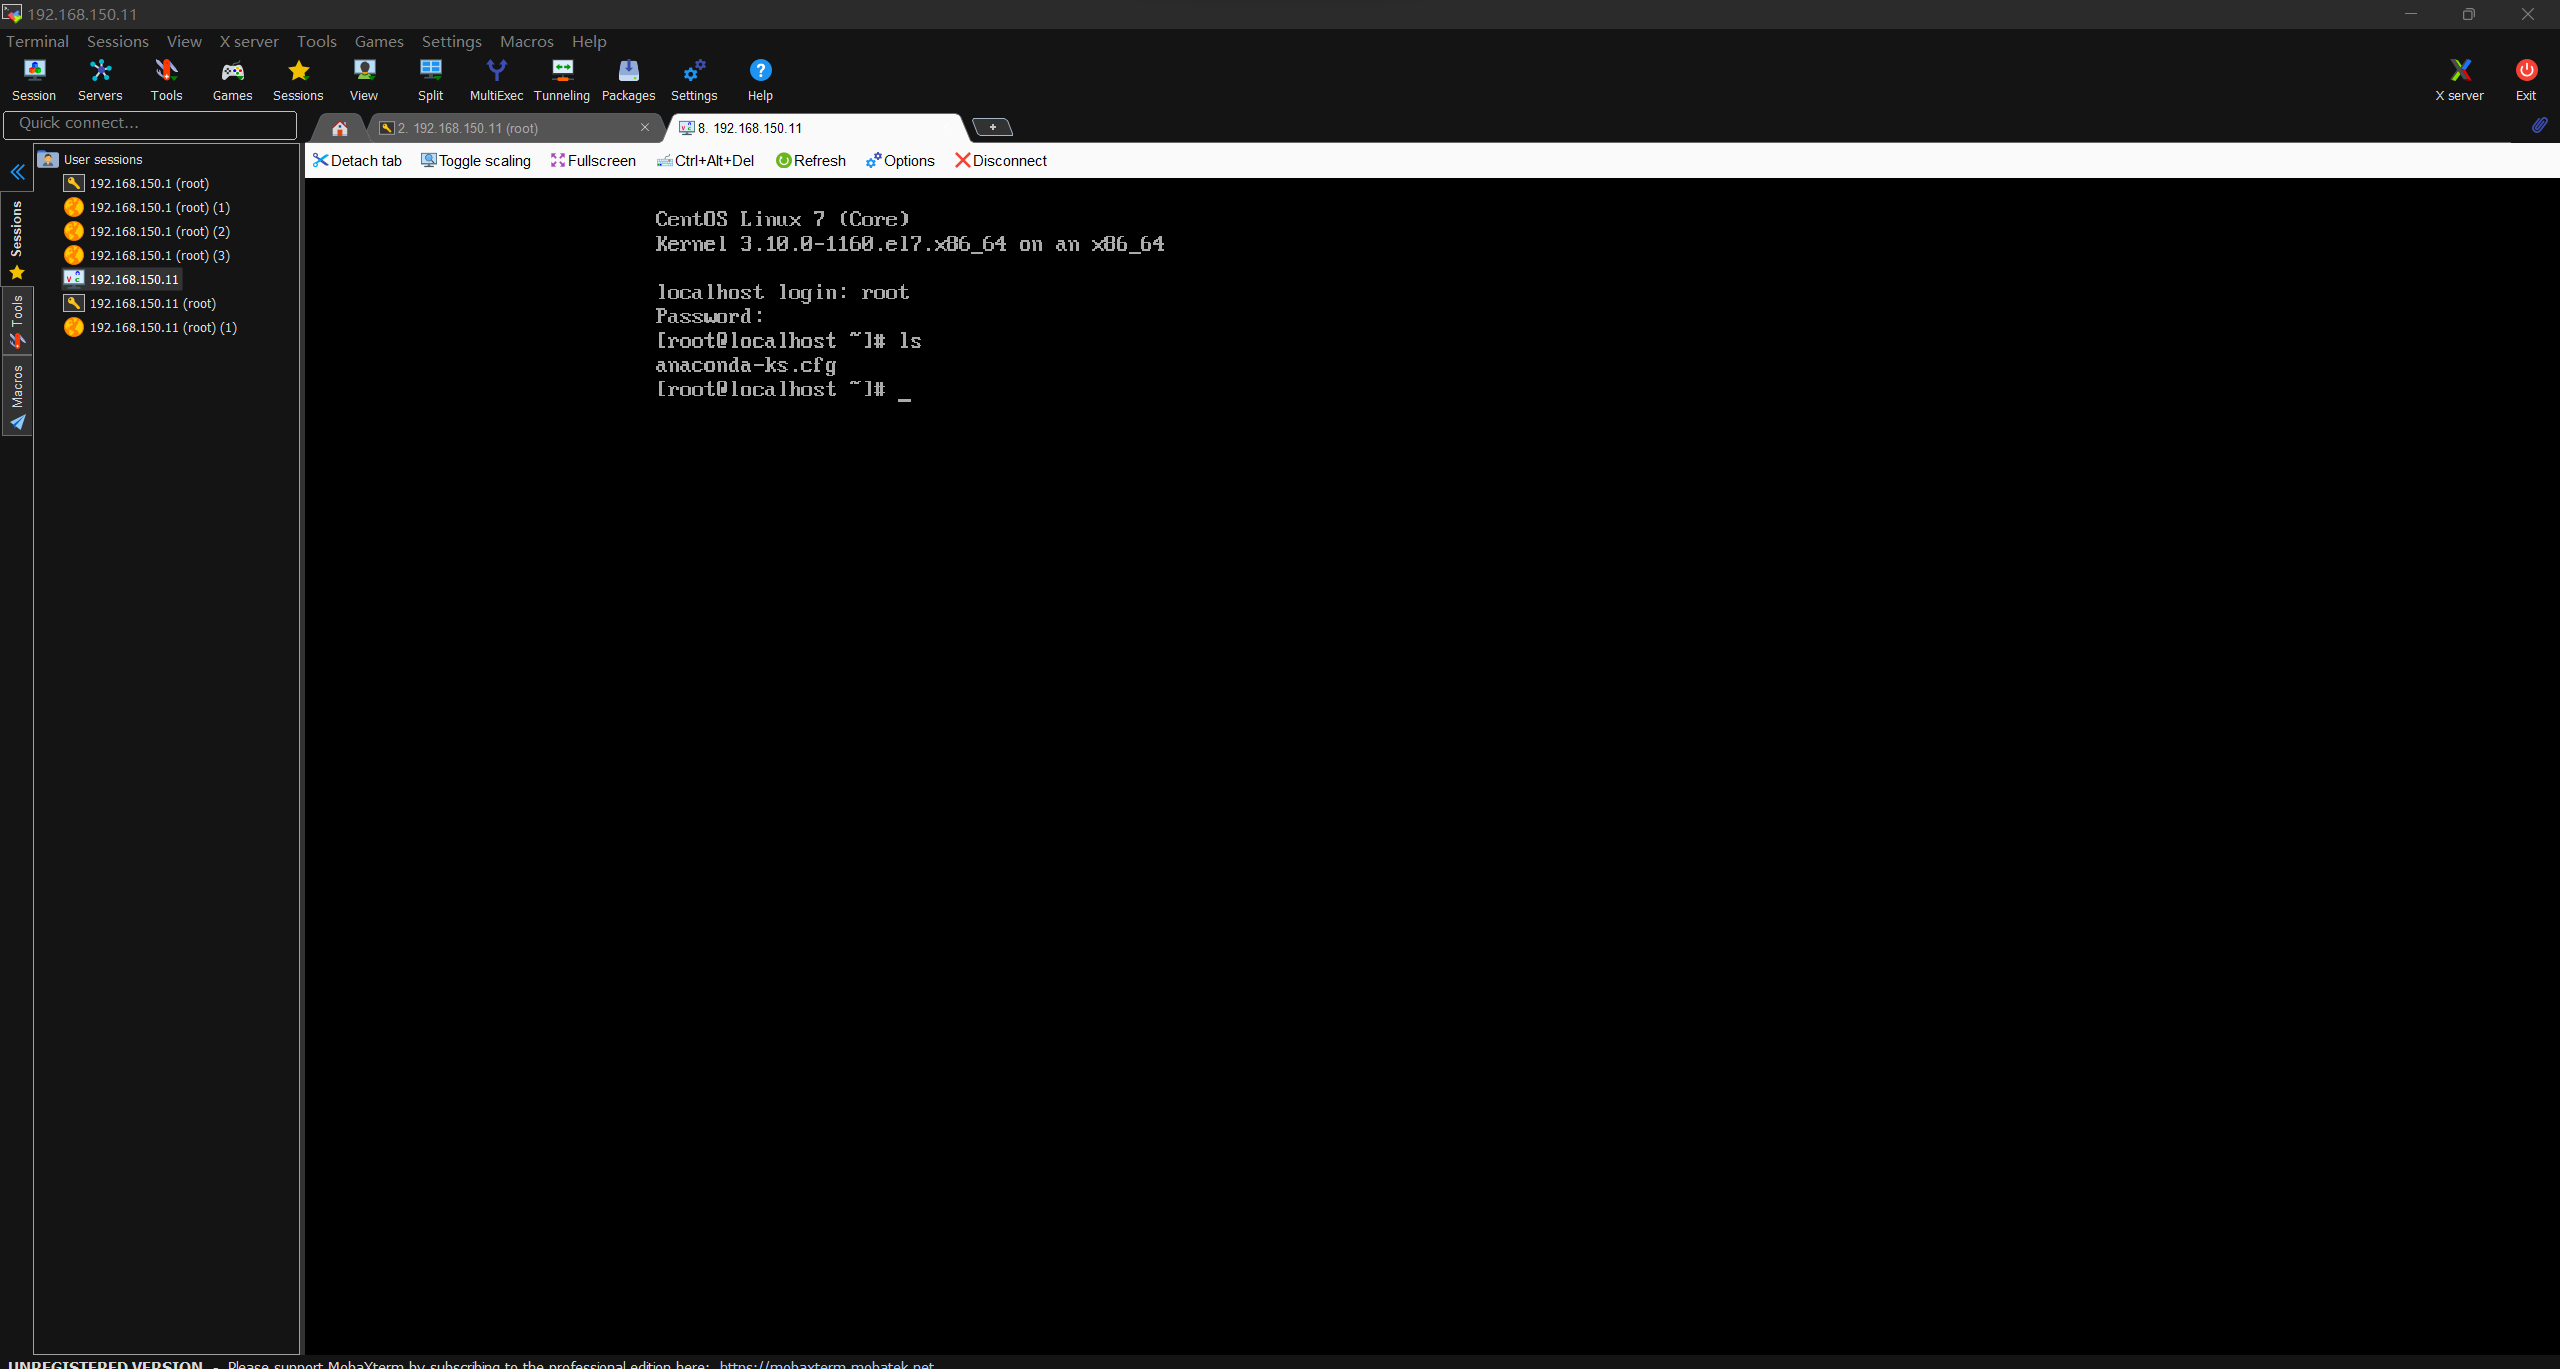 192.168.150.11
Terminal Sessions View X server Tools Games Settings Macros Help
Session Servers Tools Games Sessions View Split MultiExec Tunneling Packages Settings Help X server Exit
Quick connect...
2. 192.168.150.11 (root)
8. 192.168.150.11
Detach tab Toggle scaling Fullscreen Ctrl+Alt+Del Refresh Options Disconnect
Sessions
Tools
Macros
User sessions
192.168.150.1 (root)
192.168.150.1 (root) (1)
192.168.150.1 (root) (2)
192.168.150.1 (root) (3)
192.168.150.11
192.168.150.11 (root)
192.168.150.11 (root) (1)
CentOS Linux 7 (Core)
Kernel 3.10.0-1160.el7.x86_64 on an x86_64
localhost login: root
Password:
[root@localhost ~]# ls
anaconda-ks.cfg
[root@localhost ~]# _
UNREGISTERED VERSION - Please support MobaXterm by subscribing to the professional edition here: https://mobaxterm.mobatek.net